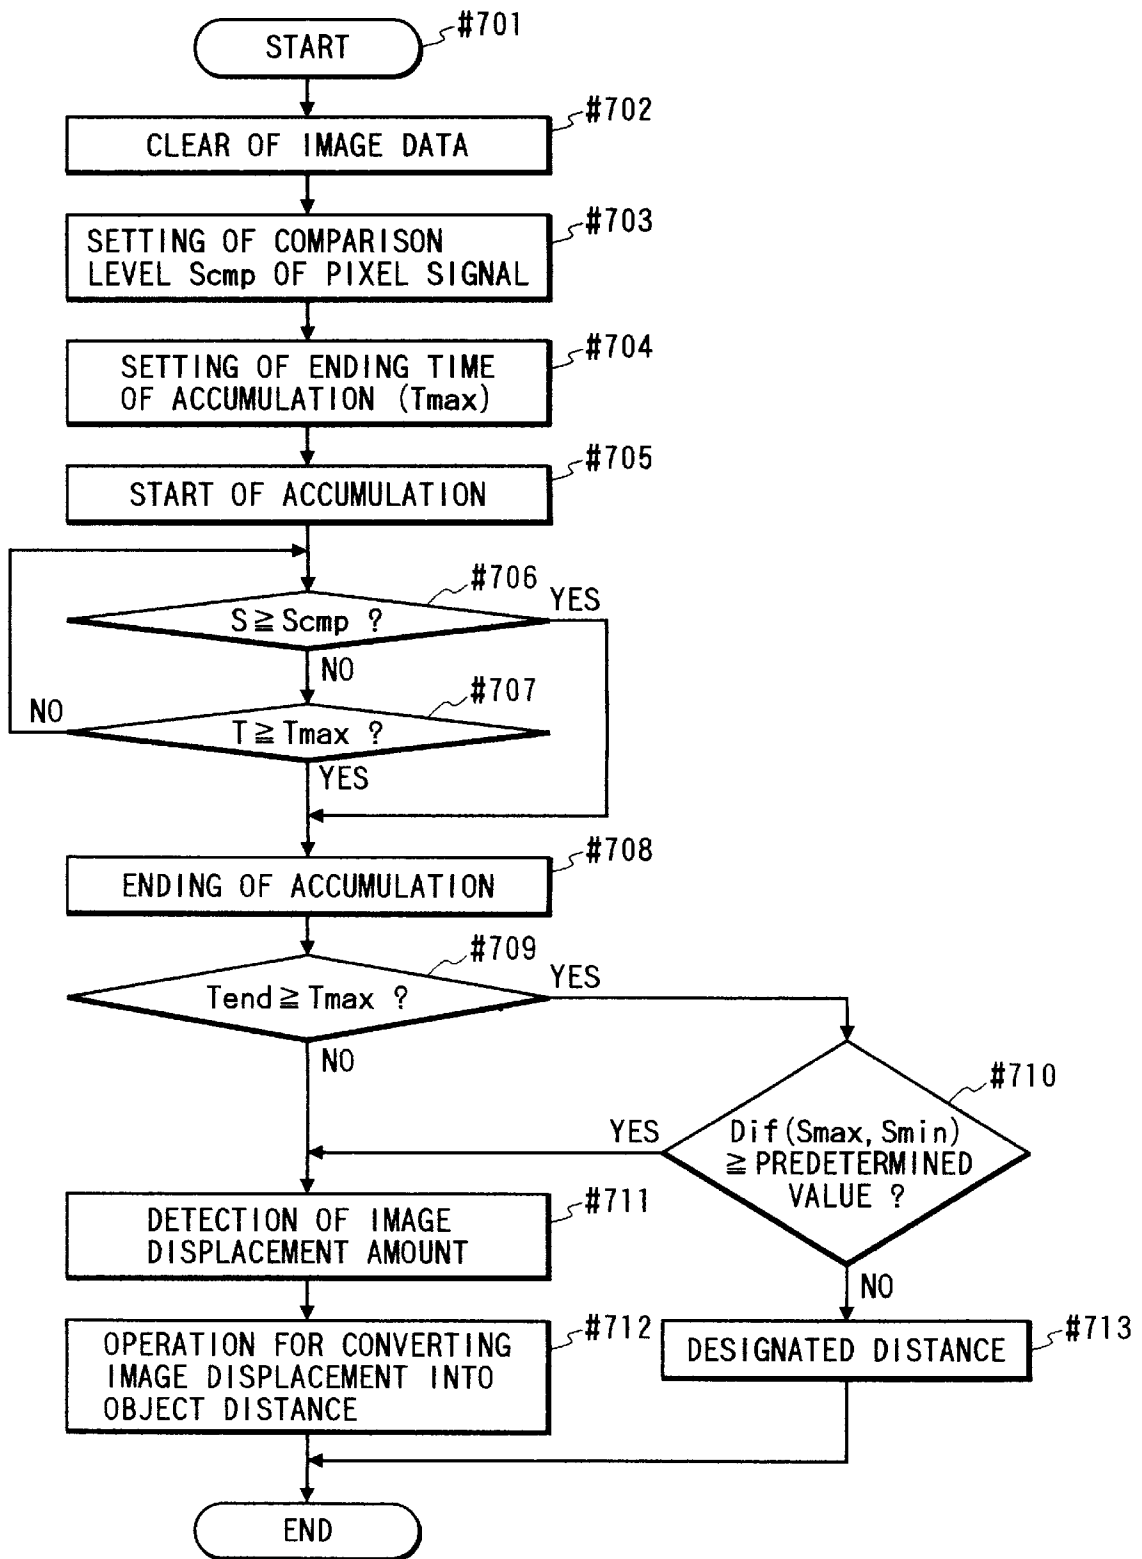 START
#701
#702
CLEAR OF IMAGE DATA
#703
SETTING OF COMPARISON
LEVEL Scmp OF PIXEL SIGNAL
#704
SETTING OF ENDING TIME
OF ACCUMULATION (Tmax)
#705
START OF ACCUMULATION
#706
YES
S≧Scmp ?
NO
#707
NO
T≧Tmax ?
YES
#708
ENDING OF ACCUMULATION
#709
YES
Tend≧Tmax ?
NO
#710
YES
Dif(Smax, Smin)
≧PREDETERMINED
VALUE ?
NO
#711
DETECTION OF IMAGE
DISPLACEMENT AMOUNT
#712
OPERATION FOR CONVERTING
IMAGE DISPLACEMENT INTO
OBJECT DISTANCE
#713
DESIGNATED DISTANCE
END